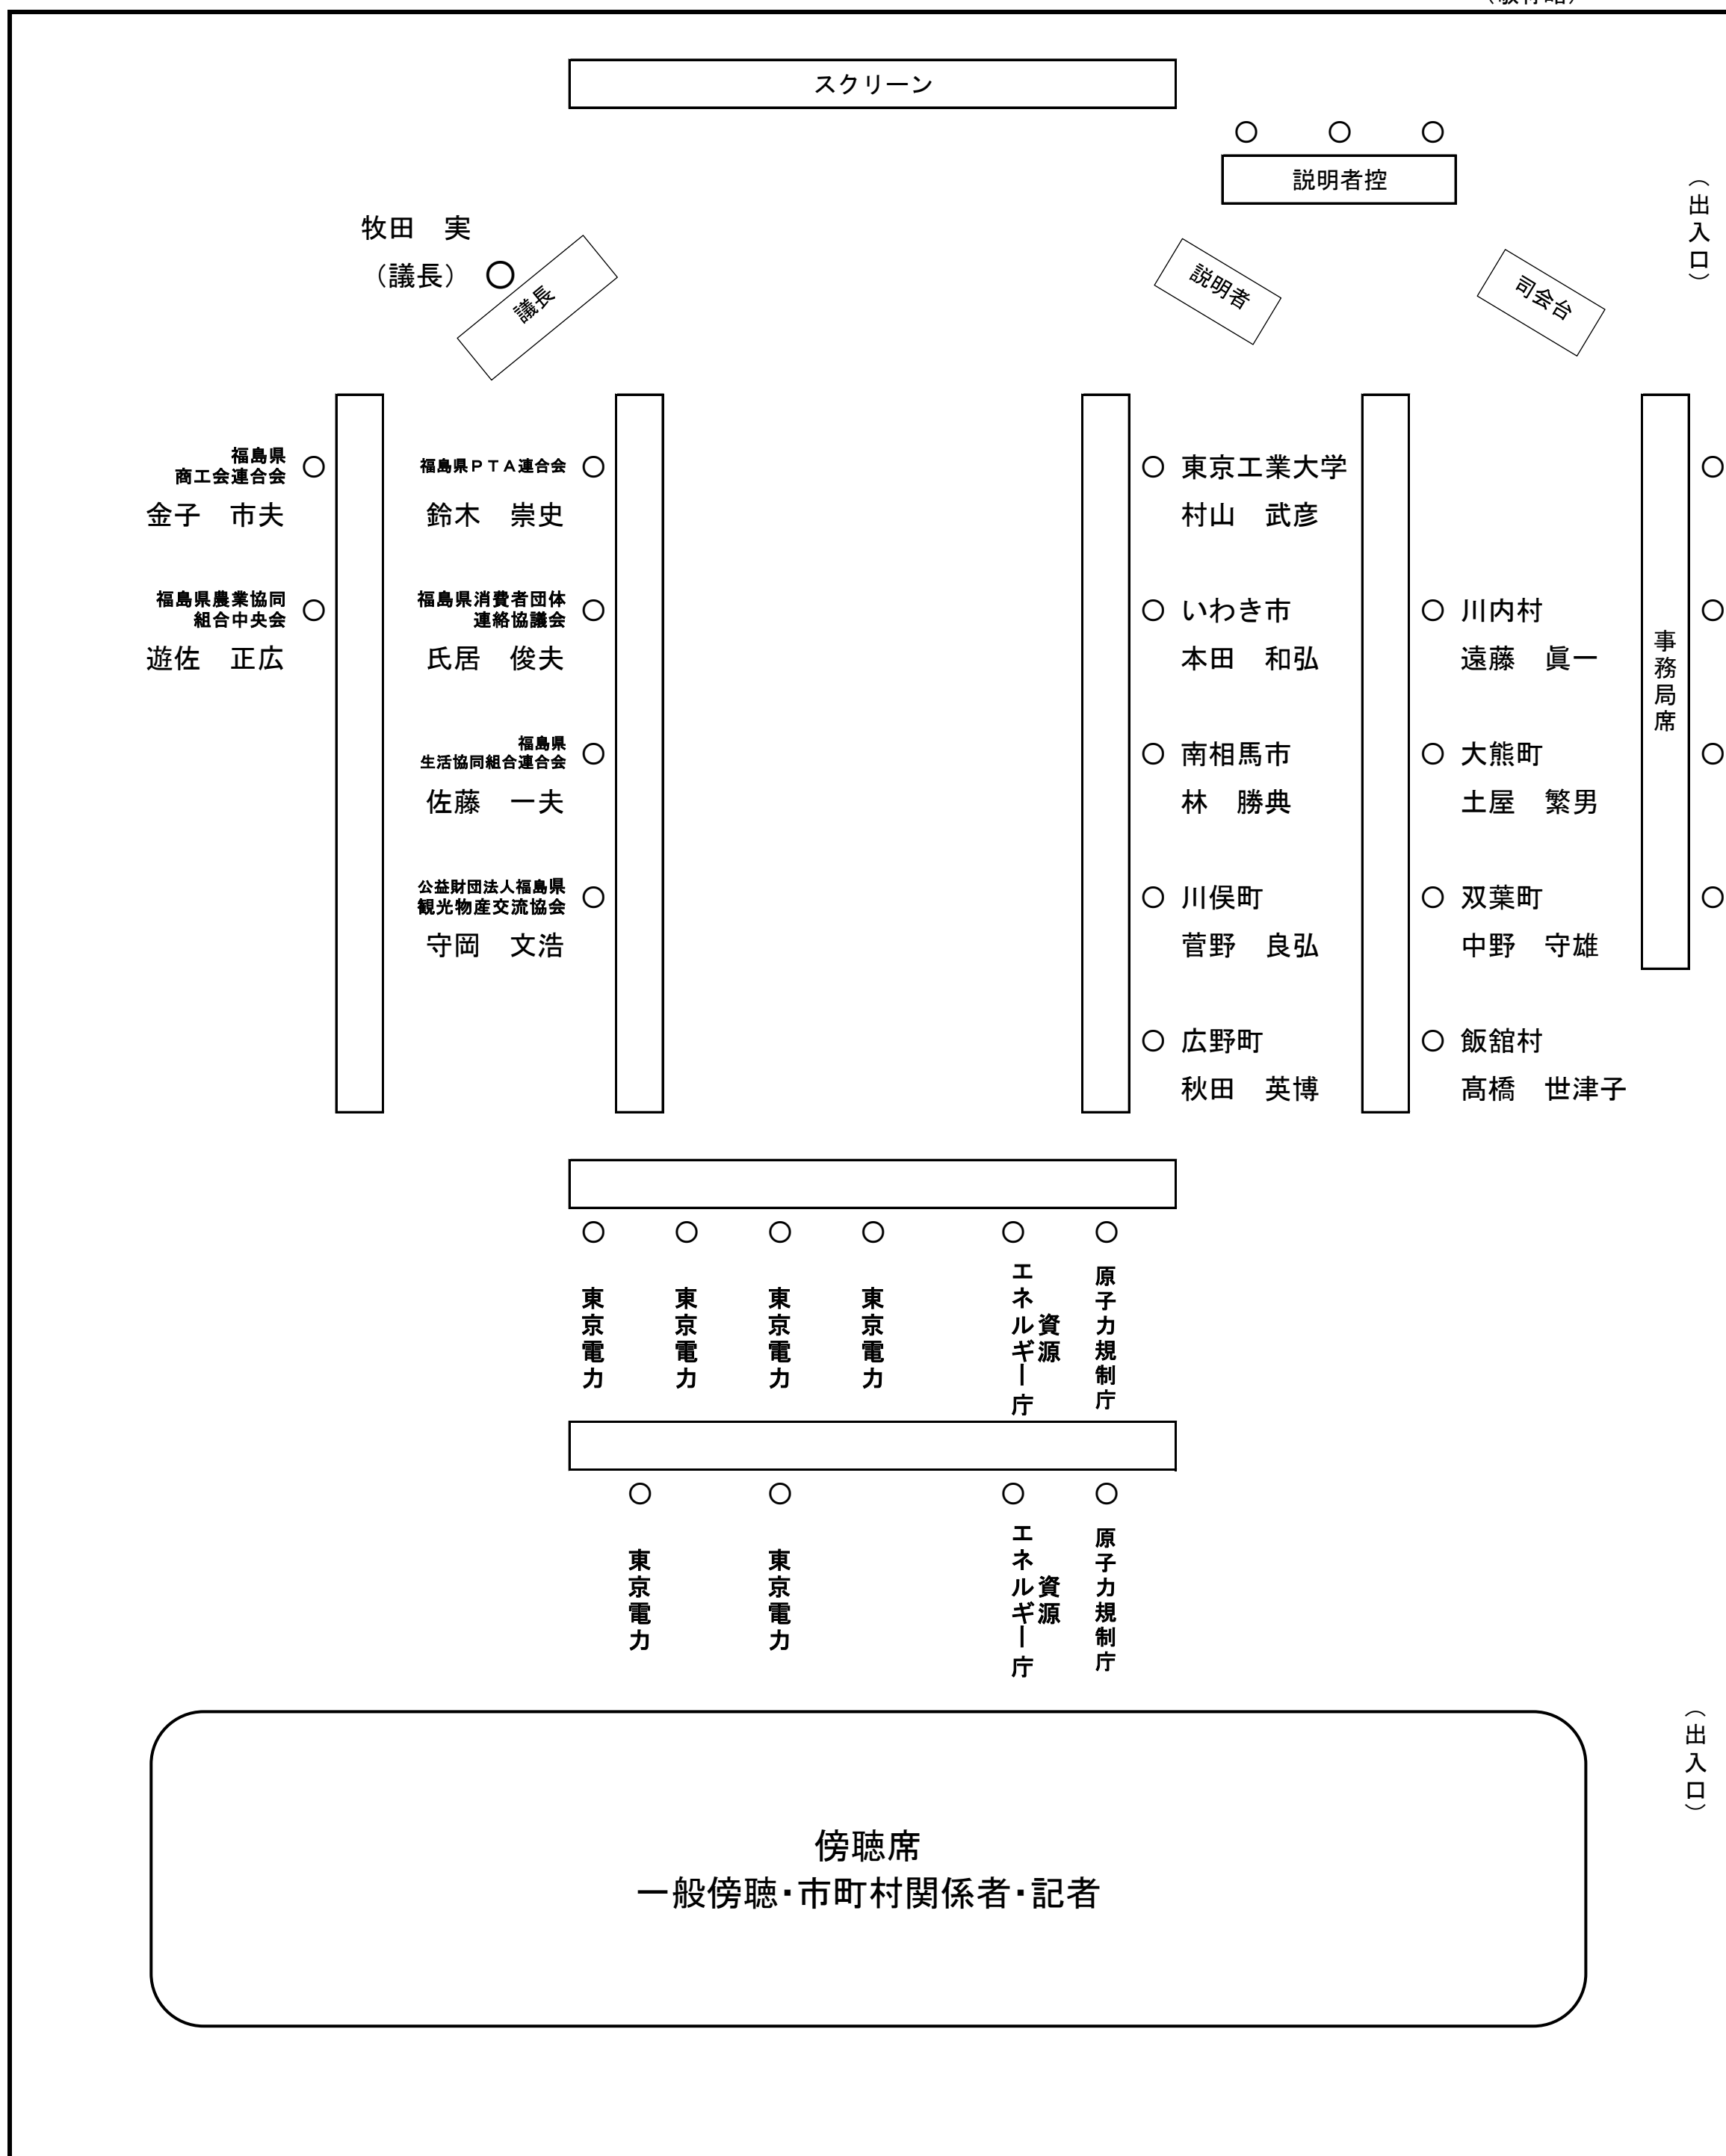 スクリーン
説明者控
（出入口）
牧田　実
（議長）
議長
説明者
司会台
福島県
商工会連合会
金子　市夫
福島県農業協同
組合中央会
遊佐　正広
福島県ＰＴＡ連合会
鈴木　崇史
福島県消費者団体
連絡協議会
氏居　俊夫
福島県
生活協同組合連合会
佐藤　一夫
公益財団法人福島県
観光物産交流協会
守岡　文浩
東京工業大学
村山　武彦
いわき市
本田　和弘
南相馬市
林　勝典
川俣町
菅野　良弘
広野町
秋田　英博
川内村
遠藤　眞一
大熊町
土屋　繁男
双葉町
中野　守雄
飯舘村
髙橋　世津子
事務局席
東京電力
東京電力
東京電力
東京電力
資源
エネルギー庁
原子力規制庁
東京電力
東京電力
資源
エネルギー庁
原子力規制庁
（出入口）
傍聴席
一般傍聴・市町村関係者・記者